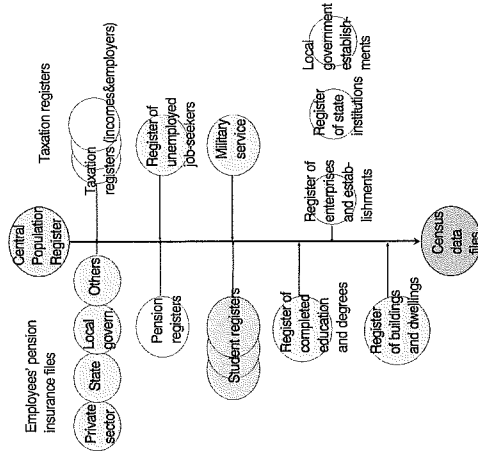 Employees' pension
insurance files
Central
Population
Register
Taxation registers
Private
sector
State
Local
govern.
Others
Taxation
registers (incomes&employers)
Pension
registers
Register of
unemployed
job-seekers
Student registers
Military
service
Register of
completed
education
and degrees
Register of
enterprises
and estab-
lishments
Register
of state
institutions
Local
government
establish-
ments
Register
of buildings
and dwellings
Census
data
files